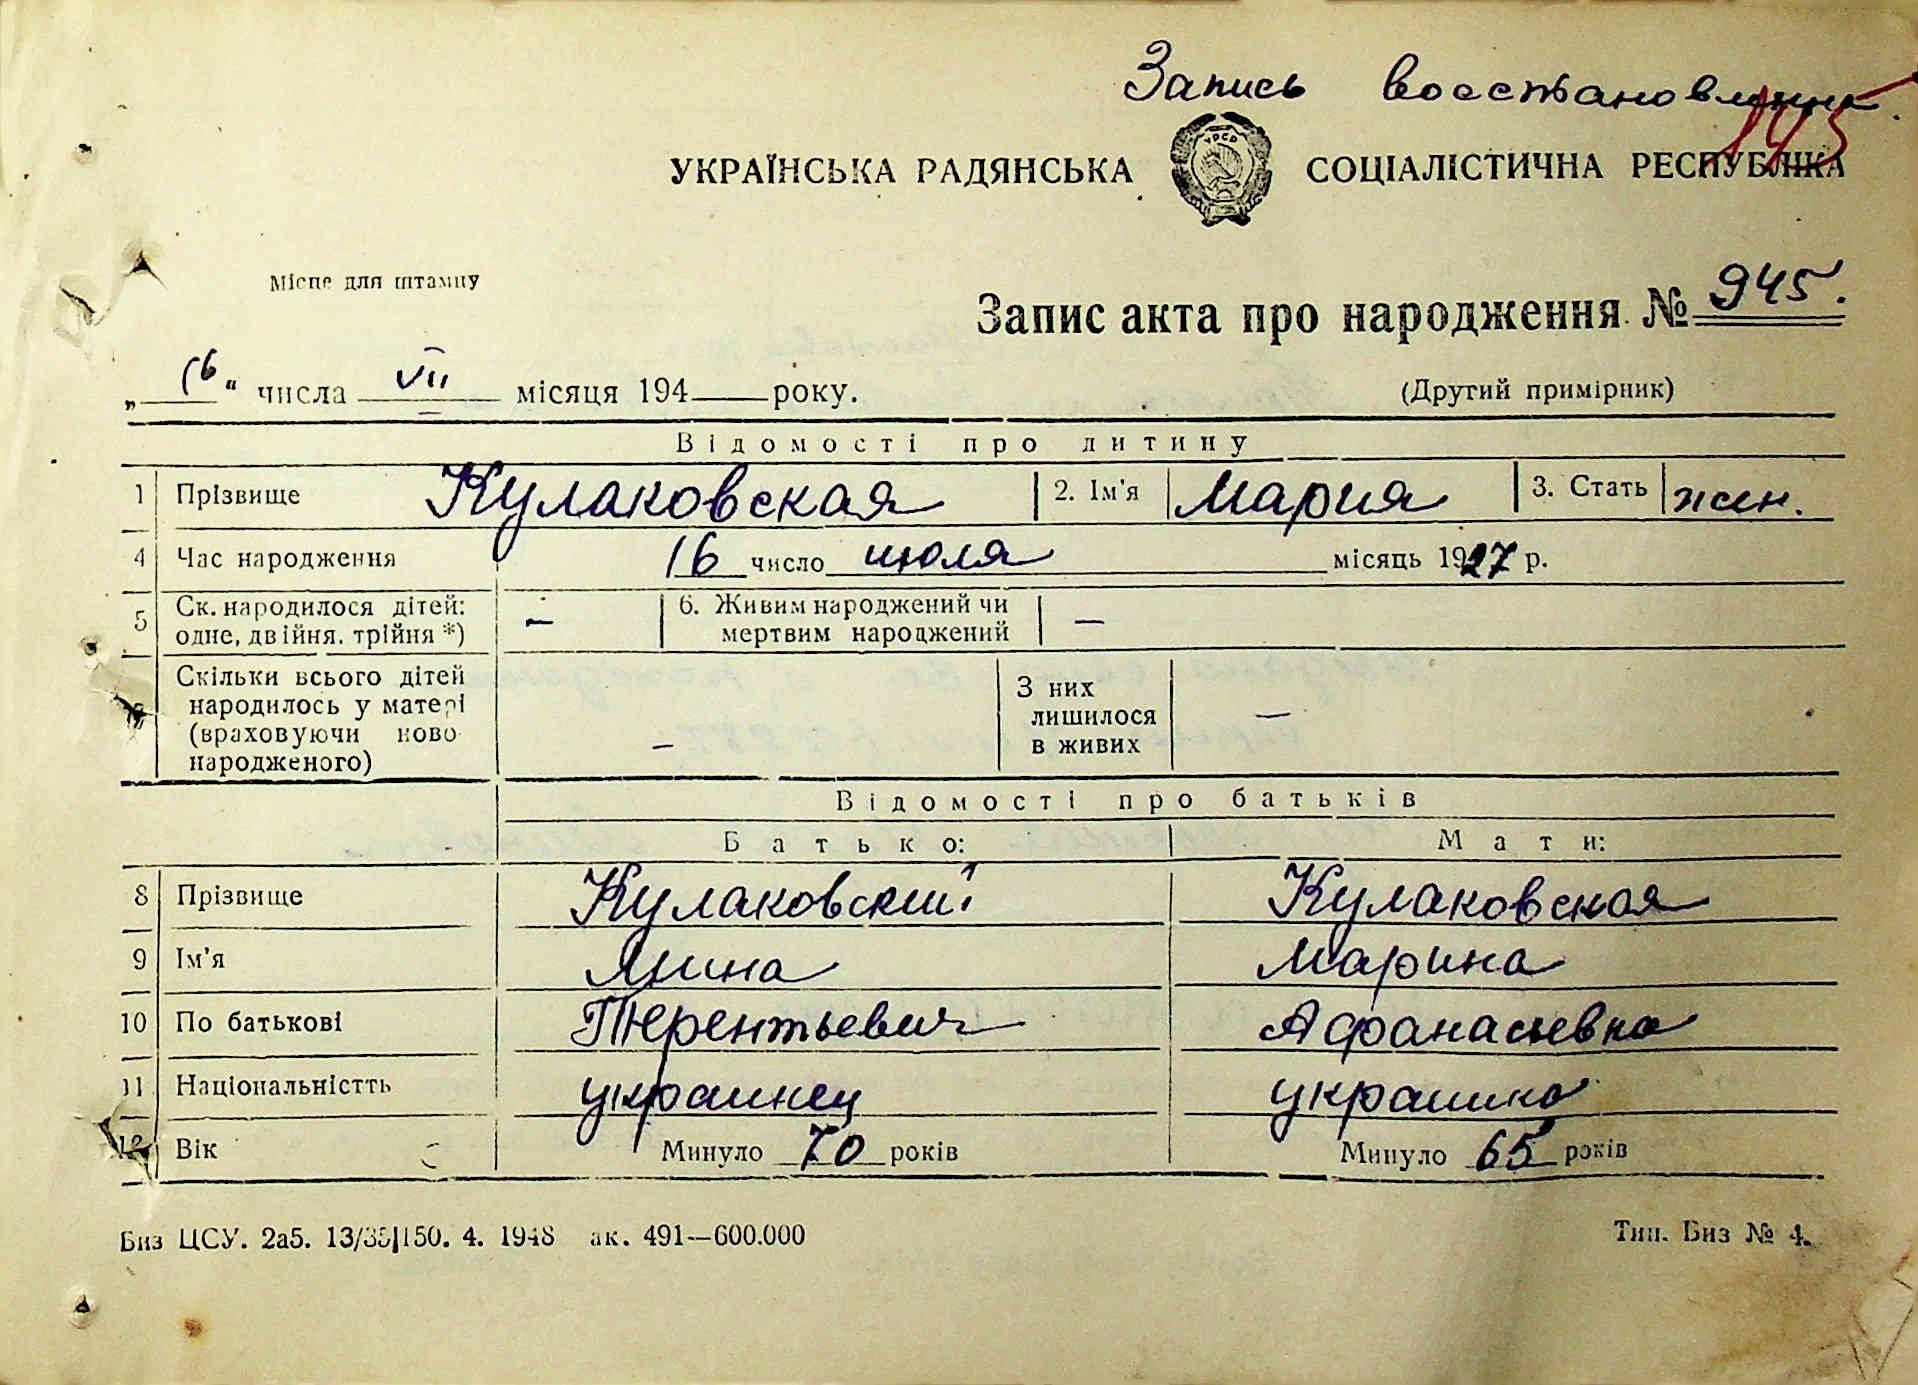 Запись восстановлена
145
УКРАЇНСЬКА РАДЯНСЬКА СОЦІАЛІСТИЧНА РЕСПУБЛІКА
УРСР
Місце для штампу
Запис акта про народження № 945.
„16“ числа VII місяця 194 року.
(Другий примірник)
Відомості про дитину
1 Прізвище Кулаковская 2. Ім'я Мария 3. Стать жен.
4 Час народження 16 число июля місяць 1927 р.
5 Ск. народилося дітей: одне, двійня, трійня *) — 6. Живим народжений чи мертвим народжений —
Скільки всього дітей народилось у матері (враховуючи ново народженого) — З них лишилося в живих —
Відомості про батьків
Батько: Мати:
8 Прізвище Кулаковский Кулаковская
9 Ім'я Мина Марина
10 По батькові Терентьевич Афанасьевна
11 Національністть украинец украинка
12 Вік Минуло 70 років Минуло 65 років
Биз ЦСУ. 2а5. 13/35|150. 4. 1948 ак. 491—600.000
Тип. Биз № 4.